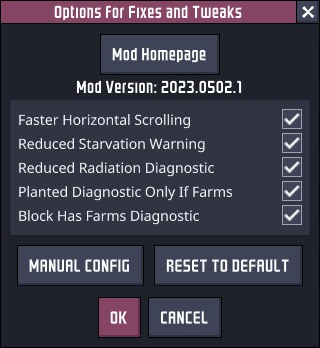 Options For Fixes and Tweaks
Mod Homepage
Mod Version: 2023.0502.1
Faster Horizontal Scrolling
Reduced Starvation Warning
Reduced Radiation Diagnostic
Planted Diagnostic Only If Farms
Block Has Farms Diagnostic
MANUAL CONFIG RESET TO DEFAULT
OK CANCEL